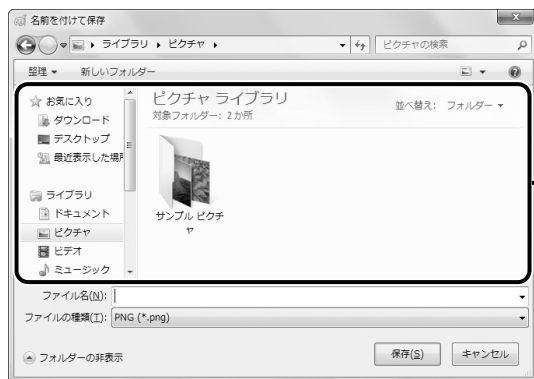 名前を付けて保存
ライブラリ ▸ ピクチャ ▸
ピクチャの検索
整理 ▼ 新しいフォルダー
お気に入り
ダウンロード
デスクトップ
最近表示した場所
ライブラリ
ドキュメント
ピクチャ
ビデオ
ミュージック
ピクチャ ライブラリ
対象フォルダー: 2 か所
並べ替え: フォルダー ▼
サンプル ピクチ
ャ
ファイル名(N):
ファイルの種類(T): PNG (*.png)
フォルダーの非表示
保存(S)
キャンセル